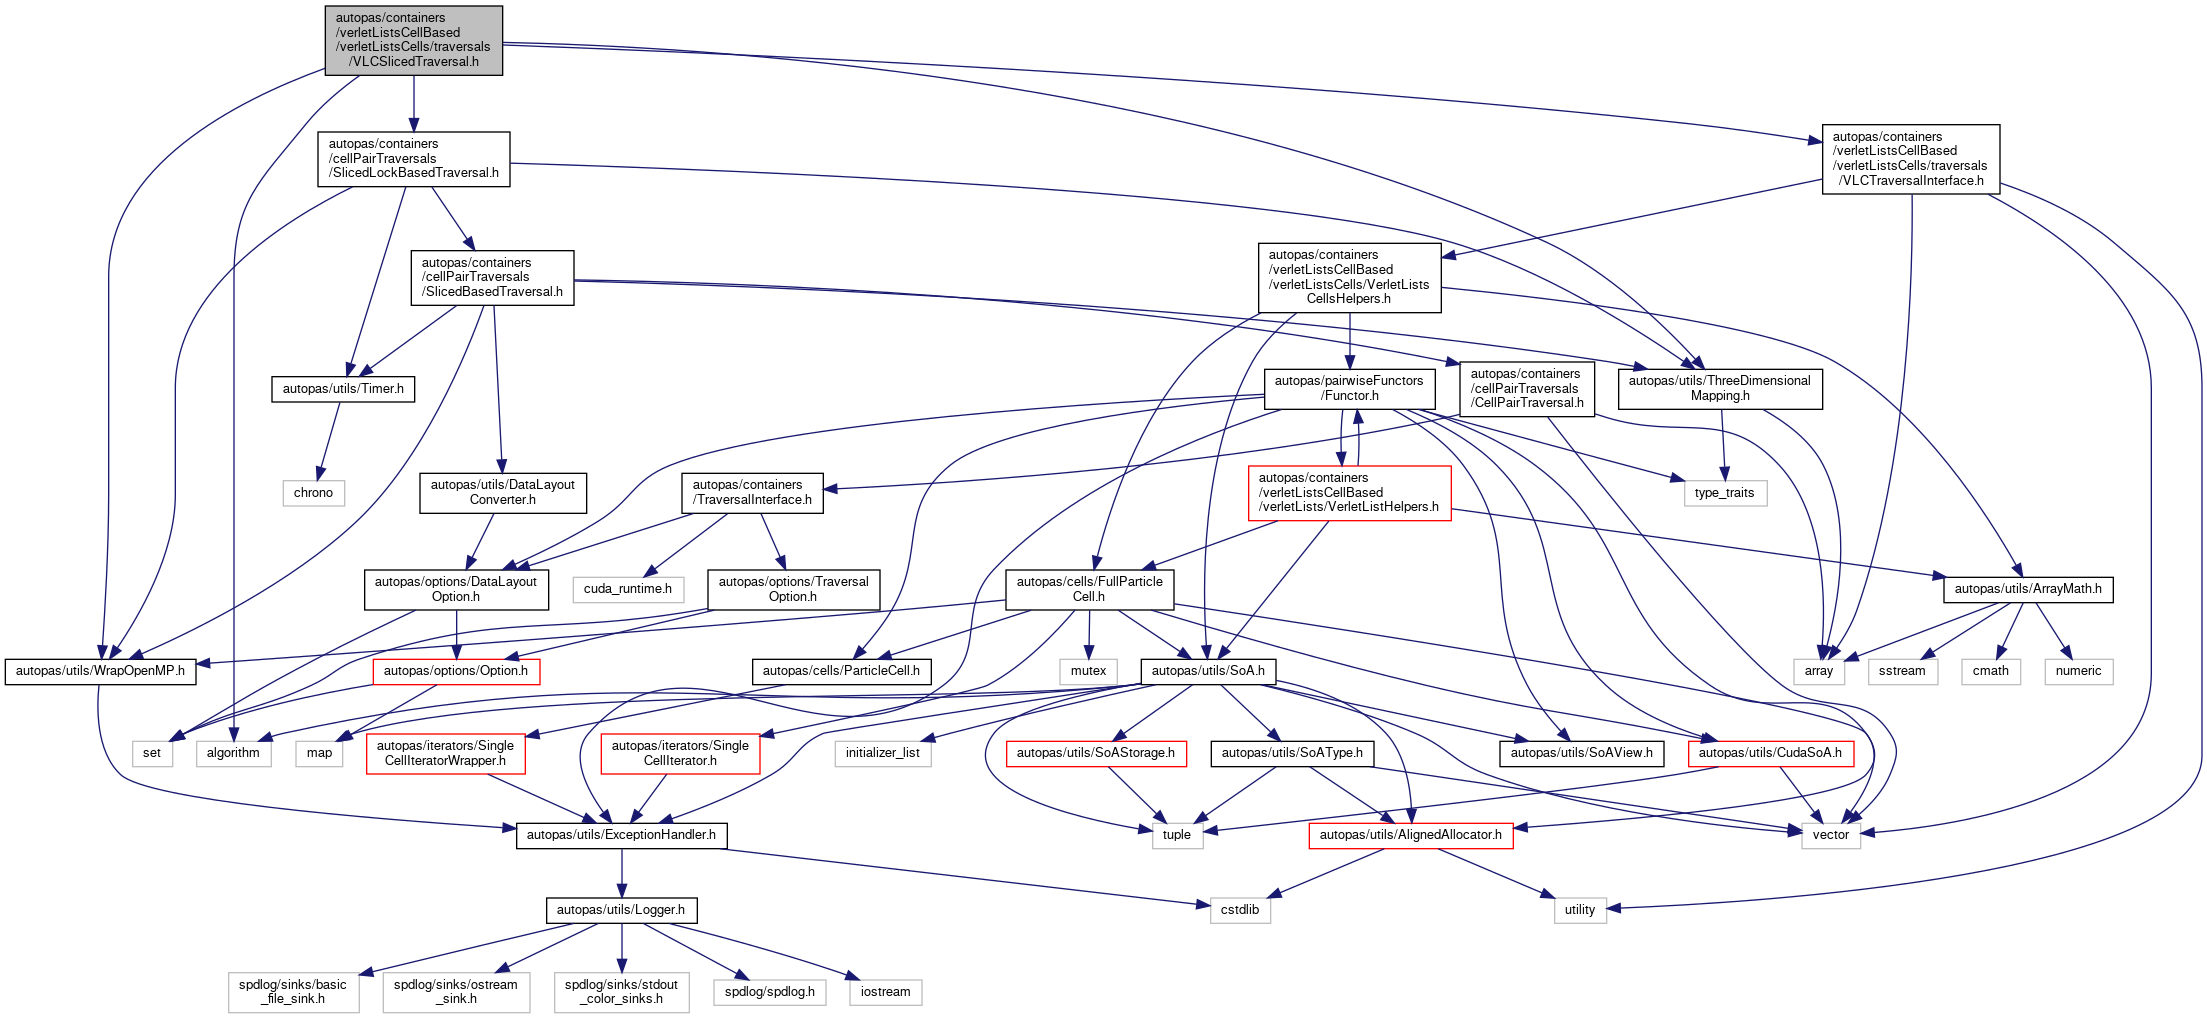 autopas/containers
/verletListsCellBased
/verletListsCells/traversals
/VLCSlicedTraversal.h
autopas/containers
/cellPairTraversals
/SlicedLockBasedTraversal.h
autopas/containers
/verletListsCellBased
/verletListsCells/traversals
/VLCTraversalInterface.h
autopas/containers
/cellPairTraversals
/SlicedBasedTraversal.h
autopas/containers
/verletListsCellBased
/verletListsCells/VerletLists
CellsHelpers.h
autopas/utils/Timer.h
autopas/pairwiseFunctors
/Functor.h
autopas/containers
/cellPairTraversals
/CellPairTraversal.h
autopas/utils/ThreeDimensional
Mapping.h
chrono
autopas/utils/DataLayout
Converter.h
autopas/containers
/TraversalInterface.h
autopas/containers
/verletListsCellBased
/verletLists/VerletListHelpers.h
type_traits
autopas/options/DataLayout
Option.h
cuda_runtime.h
autopas/options/Traversal
Option.h
autopas/cells/FullParticle
Cell.h
autopas/utils/ArrayMath.h
autopas/utils/WrapOpenMP.h
autopas/options/Option.h
autopas/cells/ParticleCell.h
mutex
autopas/utils/SoA.h
array
sstream
cmath
numeric
set
algorithm
map
autopas/iterators/Single
CellIteratorWrapper.h
autopas/iterators/Single
CellIterator.h
initializer_list
autopas/utils/SoAStorage.h
autopas/utils/SoAType.h
autopas/utils/SoAView.h
autopas/utils/CudaSoA.h
autopas/utils/ExceptionHandler.h
tuple
autopas/utils/AlignedAllocator.h
vector
autopas/utils/Logger.h
cstdlib
utility
spdlog/sinks/basic
_file_sink.h
spdlog/sinks/ostream
_sink.h
spdlog/sinks/stdout
_color_sinks.h
spdlog/spdlog.h
iostream